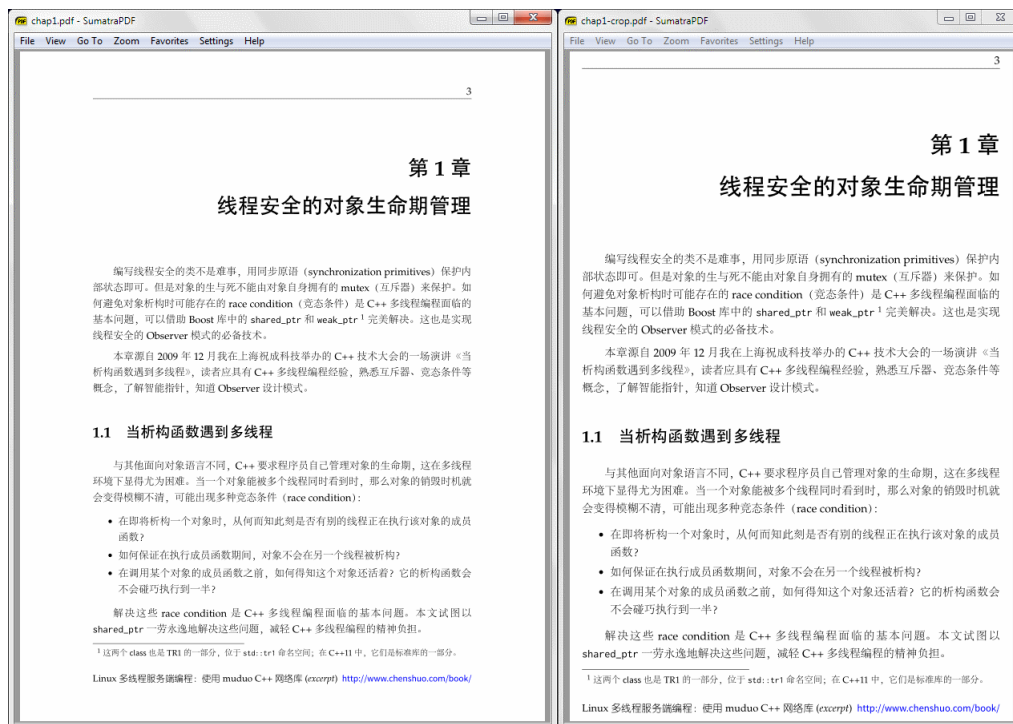 chap1.pdf - SumatraPDF
File View Go To Zoom Favorites Settings Help
3
第 1 章
线程安全的对象生命期管理
编写线程安全的类不是难事，用同步原语（synchronization primitives）保护内
部状态即可。但是对象的生与死不能由对象自身拥有的 mutex（互斥器）来保护。如
何避免对象析构时可能存在的 race condition（竞态条件）是 C++ 多线程编程面临的
基本问题，可以借助 Boost 库中的 shared_ptr 和 weak_ptr 1 完美解决。这也是实现
线程安全的 Observer 模式的必备技术。
本章源自 2009 年 12 月我在上海祝成科技举办的 C++ 技术大会的一场演讲《当
析构函数遇到多线程》，读者应具有 C++ 多线程编程经验，熟悉互斥器、竞态条件等
概念，了解智能指针，知道 Observer 设计模式。
1.1 当析构函数遇到多线程
与其他面向对象语言不同，C++ 要求程序员自己管理对象的生命期，这在多线程
环境下显得尤为困难。当一个对象能被多个线程同时看到时，那么对象的销毁时机就
会变得模糊不清，可能出现多种竞态条件（race condition）：
• 在即将析构一个对象时，从何而知此刻是否有别的线程正在执行该对象的成员
函数？
• 如何保证在执行成员函数期间，对象不会在另一个线程被析构？
• 在调用某个对象的成员函数之前，如何得知这个对象还活着？它的析构函数会
不会碰巧执行到一半？
解决这些 race condition 是 C++ 多线程编程面临的基本问题。本文试图以
shared_ptr 一劳永逸地解决这些问题，减轻 C++ 多线程编程的精神负担。
1 这两个 class 也是 TR1 的一部分，位于 std::tr1 命名空间；在 C++11 中，它们是标准库的一部分。
Linux 多线程服务端编程：使用 muduo C++ 网络库 (excerpt) http://www.chenshuo.com/book/
chap1-crop.pdf - SumatraPDF
File View Go To Zoom Favorites Settings Help
3
第 1 章
线程安全的对象生命期管理
编写线程安全的类不是难事，用同步原语（synchronization primitives）保护内
部状态即可。但是对象的生与死不能由对象自身拥有的 mutex（互斥器）来保护。如
何避免对象析构时可能存在的 race condition（竞态条件）是 C++ 多线程编程面临的
基本问题，可以借助 Boost 库中的 shared_ptr 和 weak_ptr 1 完美解决。这也是实现
线程安全的 Observer 模式的必备技术。
本章源自 2009 年 12 月我在上海祝成科技举办的 C++ 技术大会的一场演讲《当
析构函数遇到多线程》，读者应具有 C++ 多线程编程经验，熟悉互斥器、竞态条件等
概念，了解智能指针，知道 Observer 设计模式。
1.1 当析构函数遇到多线程
与其他面向对象语言不同，C++ 要求程序员自己管理对象的生命期，这在多线程
环境下显得尤为困难。当一个对象能被多个线程同时看到时，那么对象的销毁时机就
会变得模糊不清，可能出现多种竞态条件（race condition）：
• 在即将析构一个对象时，从何而知此刻是否有别的线程正在执行该对象的成员
函数？
• 如何保证在执行成员函数期间，对象不会在另一个线程被析构？
• 在调用某个对象的成员函数之前，如何得知这个对象还活着？它的析构函数会
不会碰巧执行到一半？
解决这些 race condition 是 C++ 多线程编程面临的基本问题。本文试图以
shared_ptr 一劳永逸地解决这些问题，减轻 C++ 多线程编程的精神负担。
1 这两个 class 也是 TR1 的一部分，位于 std::tr1 命名空间；在 C++11 中，它们是标准库的一部分。
Linux 多线程服务端编程：使用 muduo C++ 网络库 (excerpt) http://www.chenshuo.com/book/